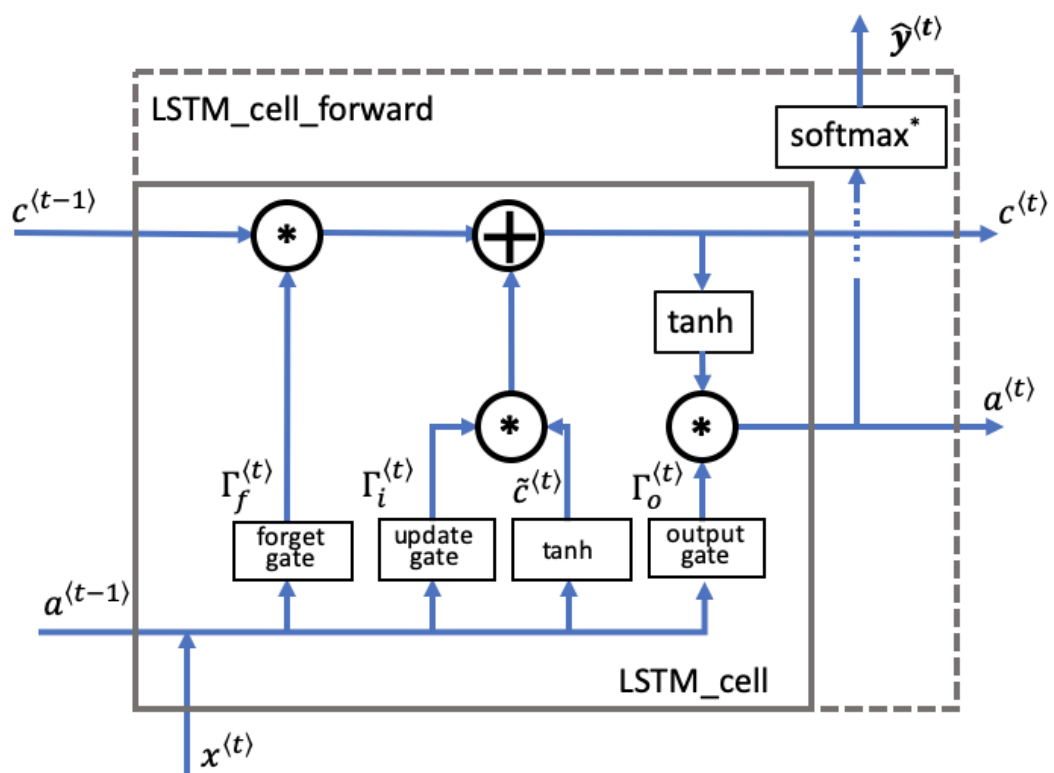 ŷ⟨t⟩
LSTM_cell_forward
softmax*
c⟨t−1⟩
c⟨t⟩
*
+
tanh
a⟨t⟩
*
*
Γf⟨t⟩
Γi⟨t⟩
c̃⟨t⟩
Γo⟨t⟩
forget
gate
update
gate
tanh
output
gate
a⟨t−1⟩
LSTM_cell
x⟨t⟩